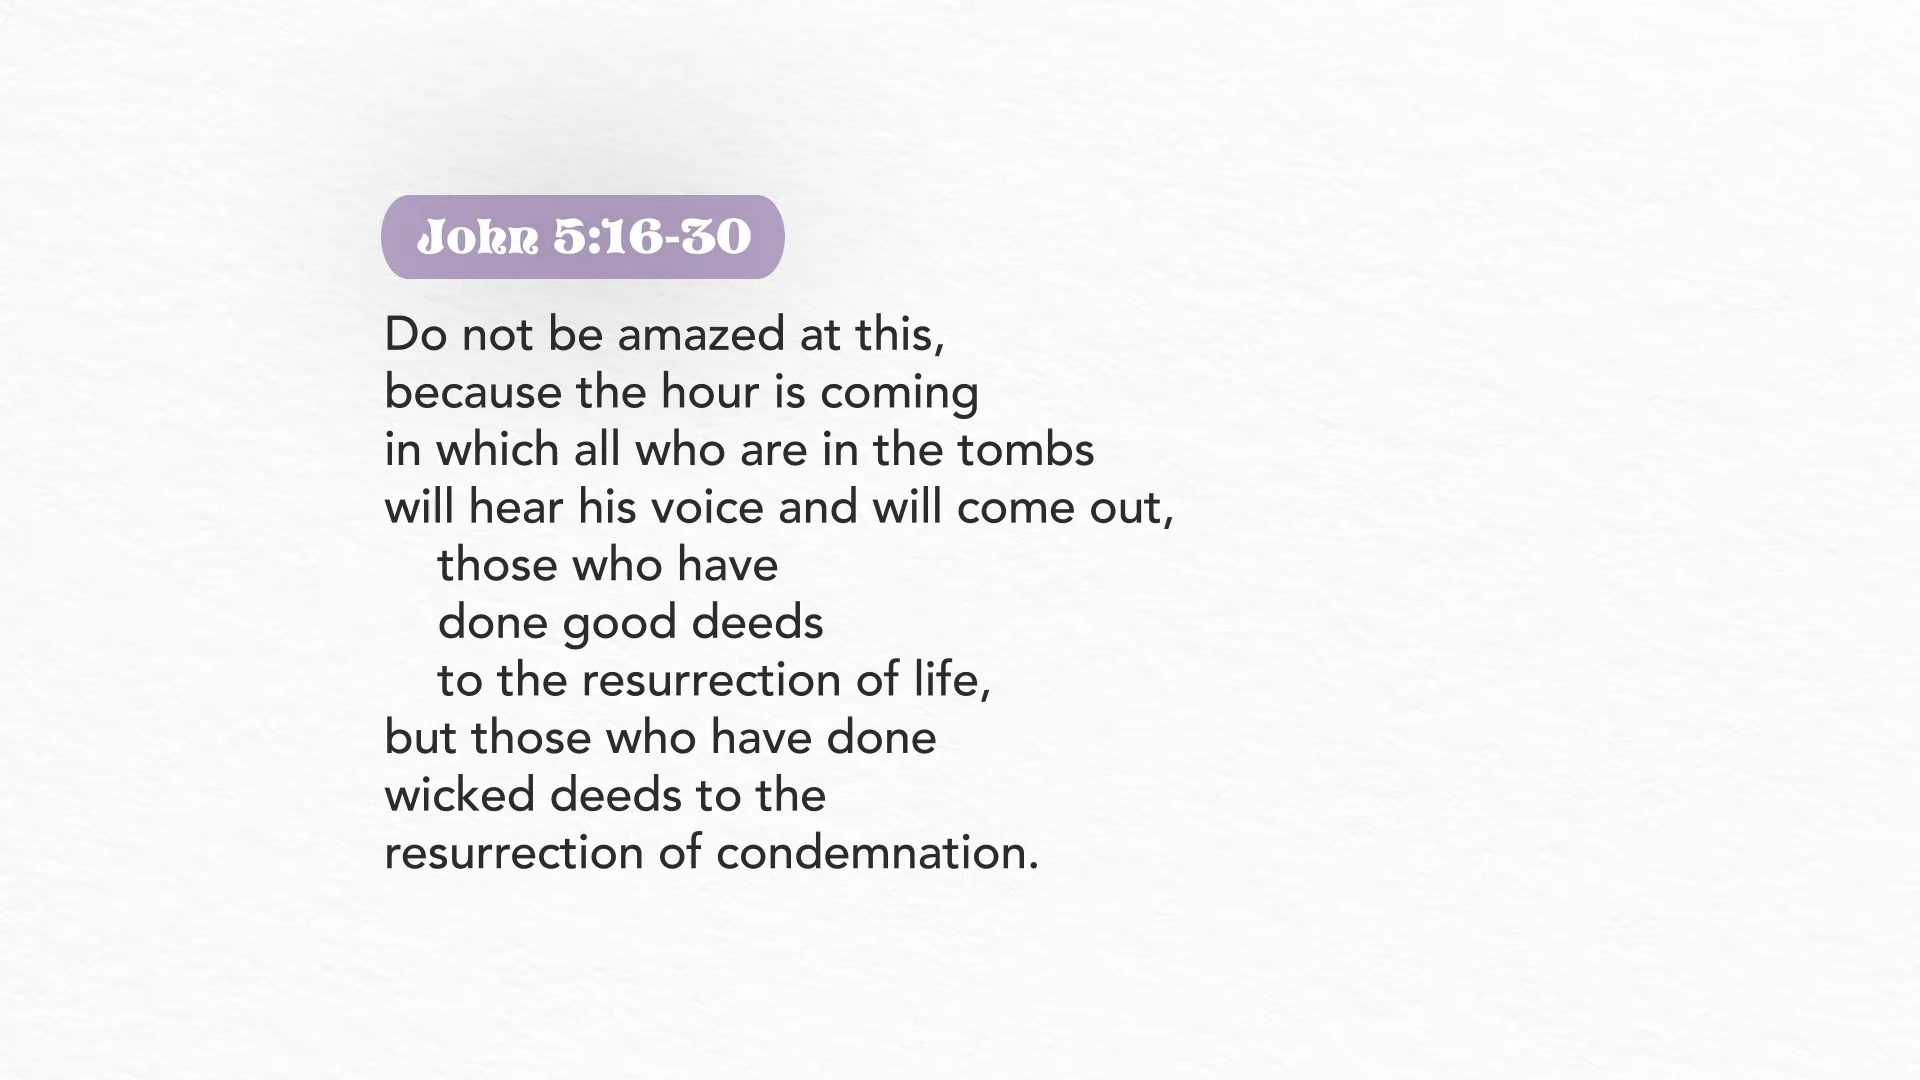 John 5:16-30
Do not be amazed at this,
because the hour is coming
in which all who are in the tombs
will hear his voice and will come out,
those who have
done good deeds
to the resurrection of life,
but those who have done
wicked deeds to the
resurrection of condemnation.